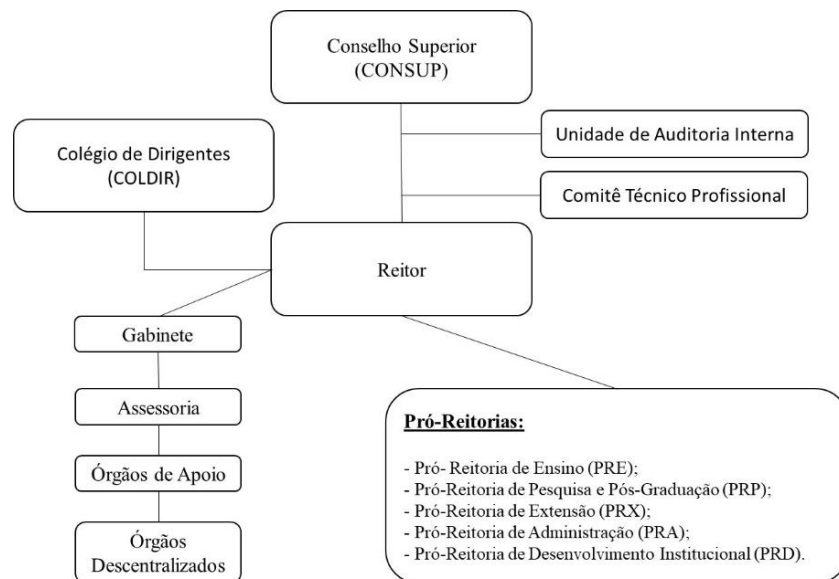 Conselho Superior
(CONSUP)
Unidade de Auditoria Interna
Colégio de Dirigentes
(COLDIR)
Comitê Técnico Profissional
Reitor
Gabinete
Assessoria
Órgãos de Apoio
Órgãos
Descentralizados
Pró-Reitorias:
- Pró- Reitoria de Ensino (PRE);
- Pró-Reitoria de Pesquisa e Pós-Graduação (PRP);
- Pró-Reitoria de Extensão (PRX);
- Pró-Reitoria de Administração (PRA);
- Pró-Reitoria de Desenvolvimento Institucional (PRD).